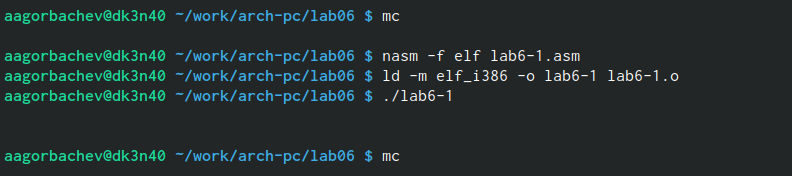 aagorbachev@dk3n40 ~/work/arch-pc/lab06 $ mc
aagorbachev@dk3n40 ~/work/arch-pc/lab06 $ nasm -f elf lab6-1.asm
aagorbachev@dk3n40 ~/work/arch-pc/lab06 $ ld -m elf_i386 -o lab6-1 lab6-1.o
aagorbachev@dk3n40 ~/work/arch-pc/lab06 $ ./lab6-1
aagorbachev@dk3n40 ~/work/arch-pc/lab06 $ mc